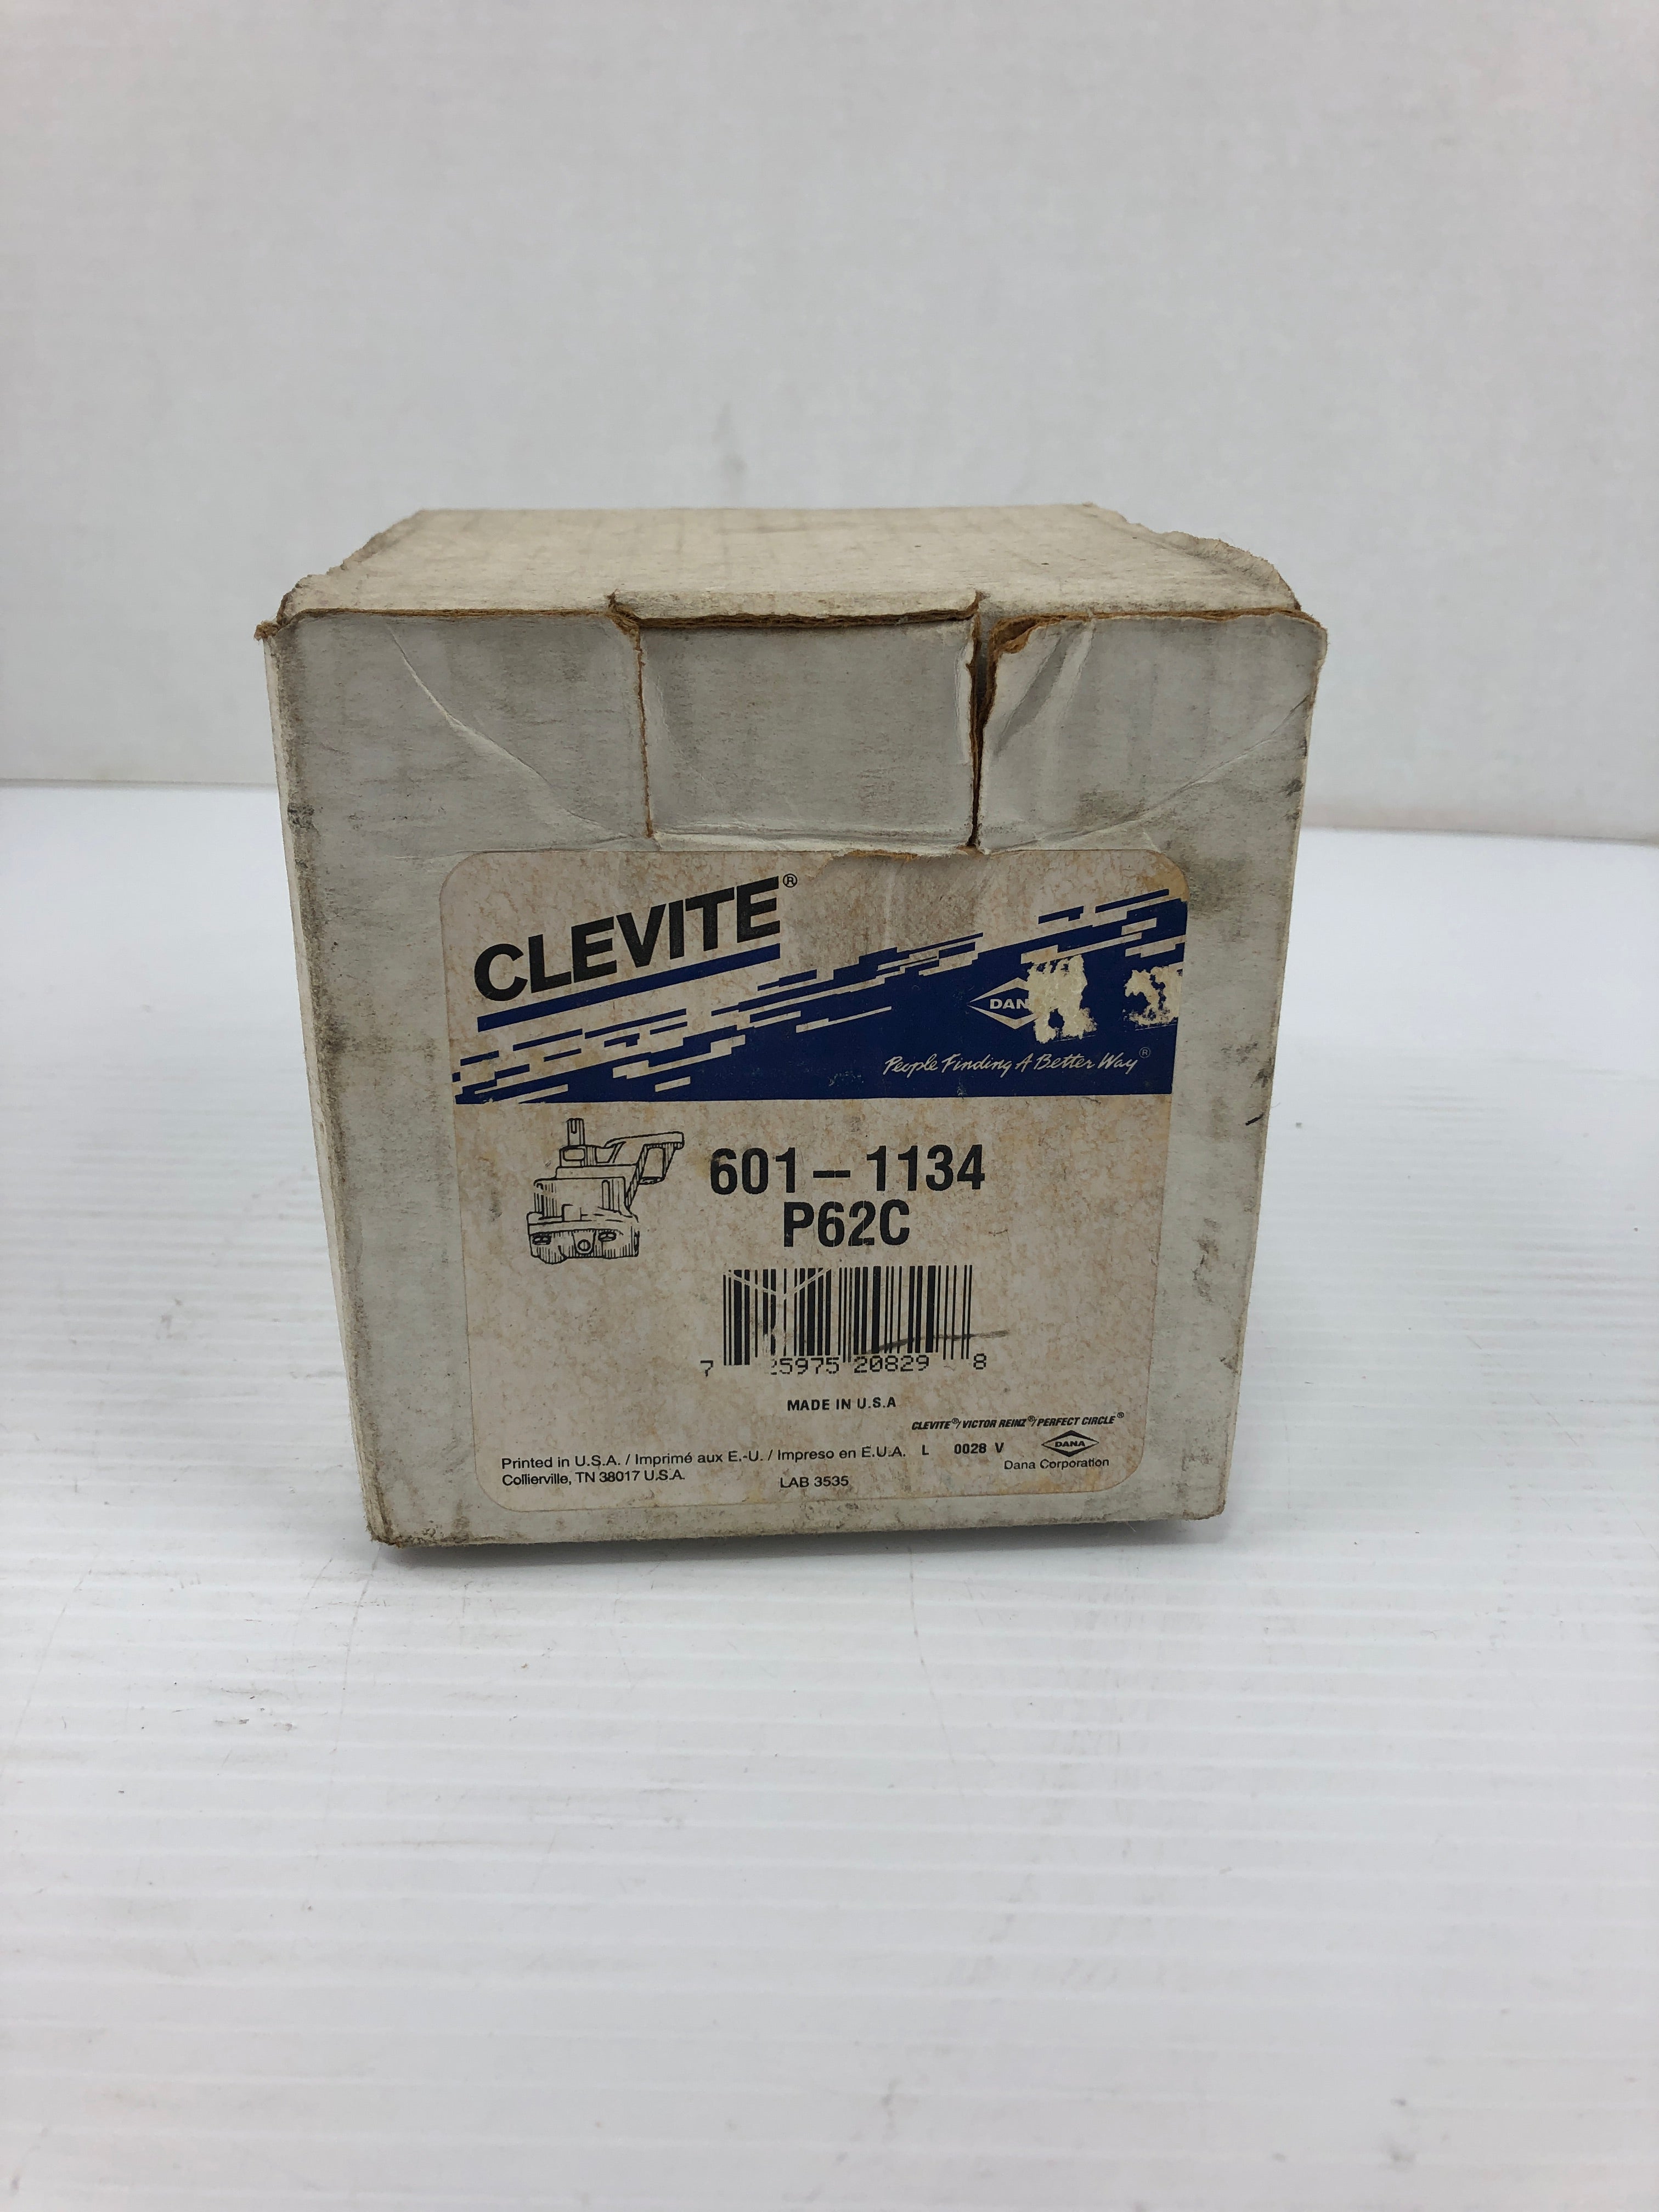 CLEVITE®
People Finding A Better Way®
601-1134
P62C
7 25975 20829 8
MADE IN U.S.A
CLEVITE®/VICTOR REINZ®/PERFECT CIRCLE®
Printed in U.S.A. / Imprimé aux E.-U. / Impreso en E.U.A. L 0028 V
DANA
Collierville, TN 38017 U.S.A.
LAB 3535
Dana Corporation